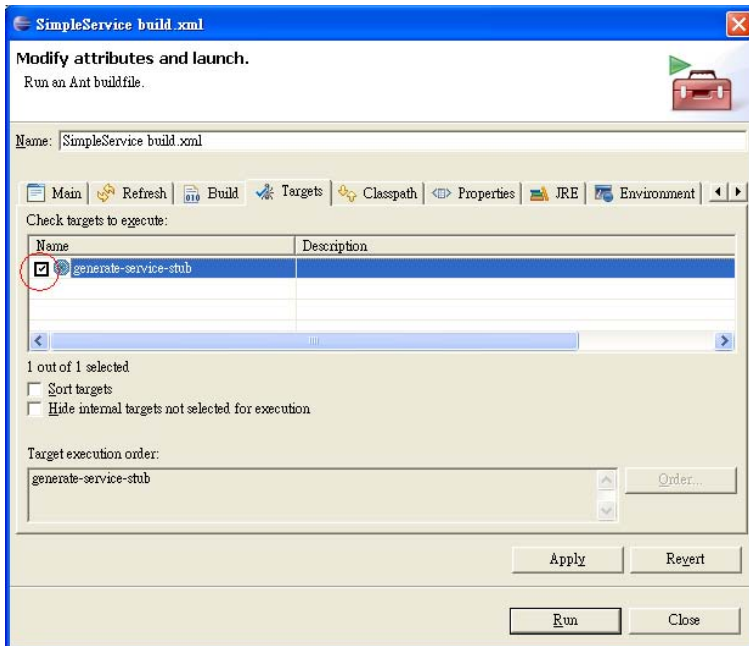 SimpleService build.xml
Modify attributes and launch.
Run an Ant buildfile.
Name: SimpleService build.xml
Main Refresh Build Targets Classpath Properties JRE Environment
Check targets to execute:
Name Description
generate-service-stub
1 out of 1 selected
Sort targets
Hide internal targets not selected for execution
Target execution order:
generate-service-stub
Order...
Apply Revert
Run Close